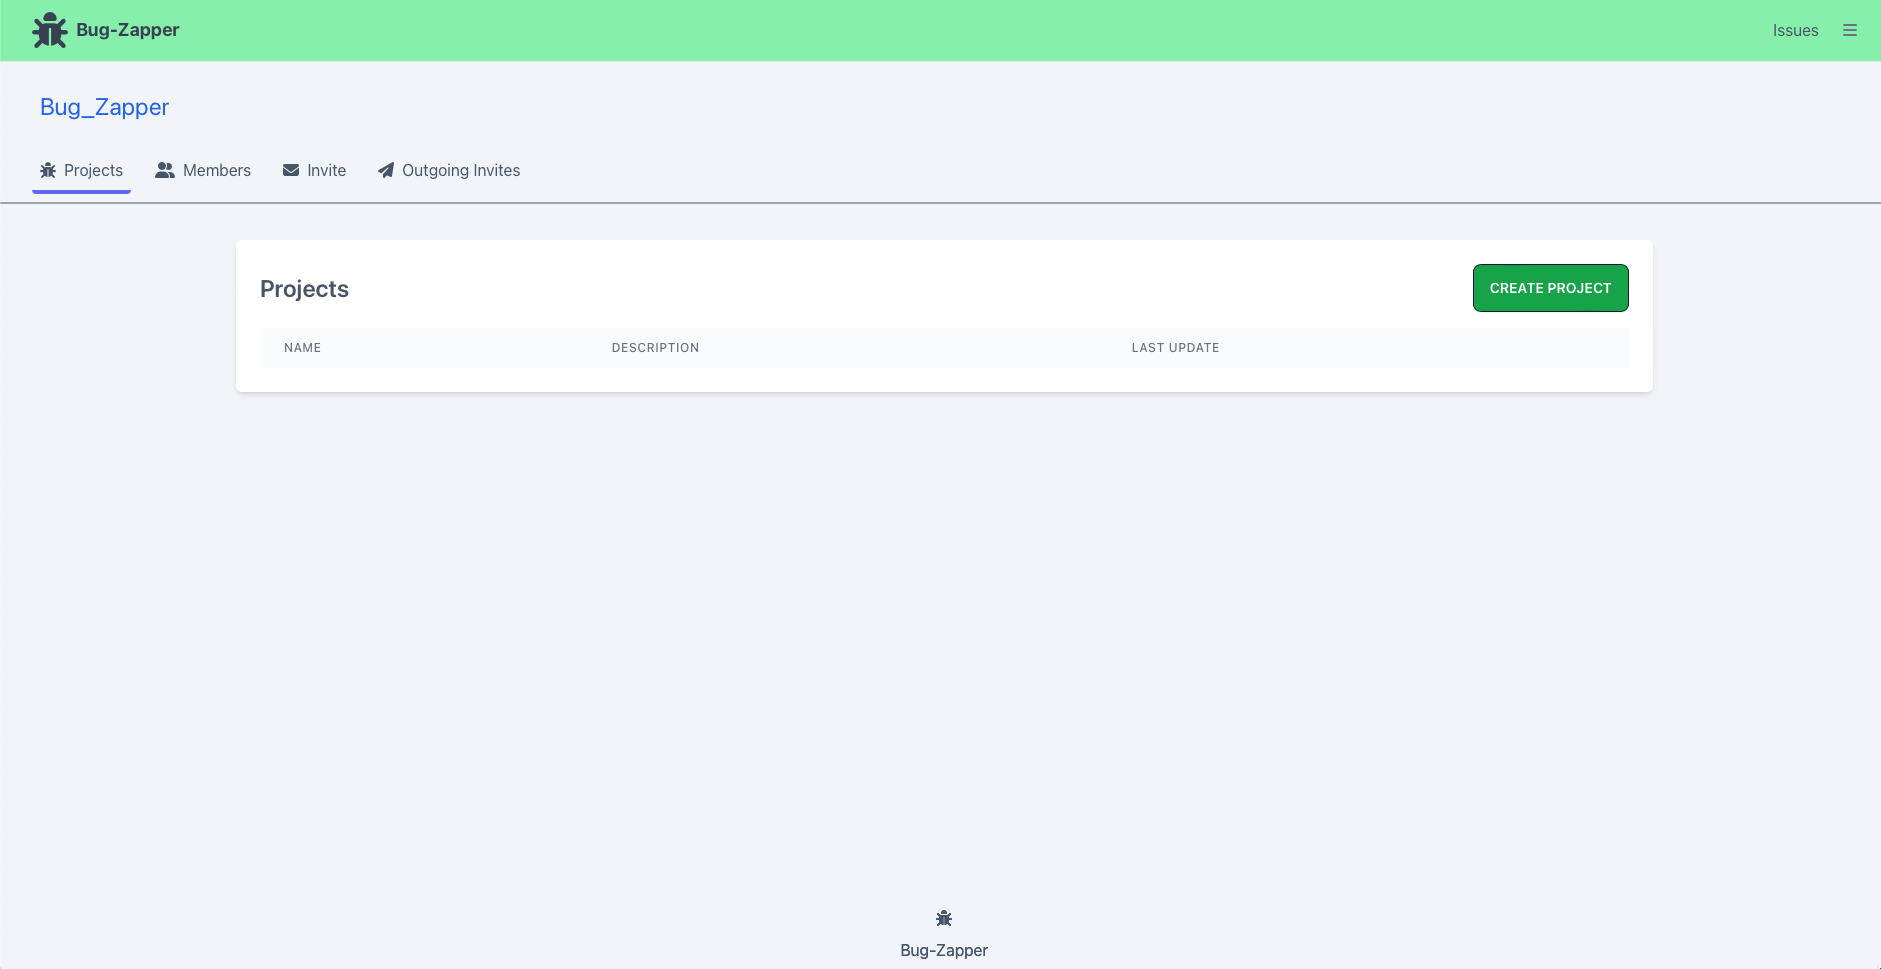 Bug-Zapper
Issues
Bug_Zapper
Projects Members Invite Outgoing Invites
Projects
CREATE PROJECT
NAME DESCRIPTION LAST UPDATE
Bug-Zapper